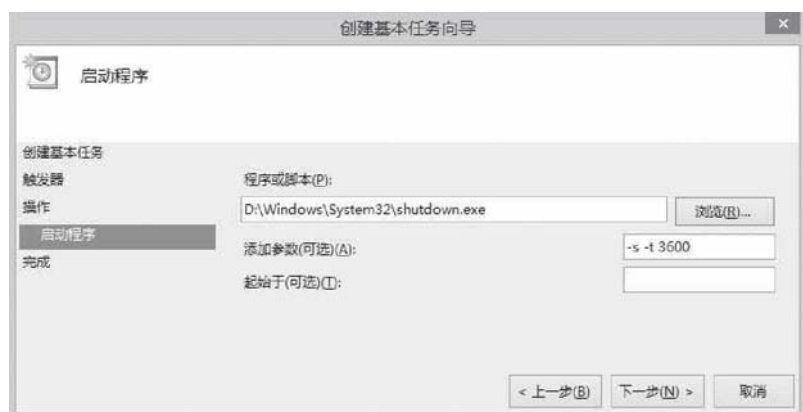 创建基本任务向导
启动程序
创建基本任务
触发器
操作
启动程序
完成
程序或脚本(P):
D:\Windows\System32\shutdown.exe
浏览(R)...
添加参数(可选)(A):
-s -t 3600
起始于(可选)(T):
< 上一步(B)
下一步(N) >
取消